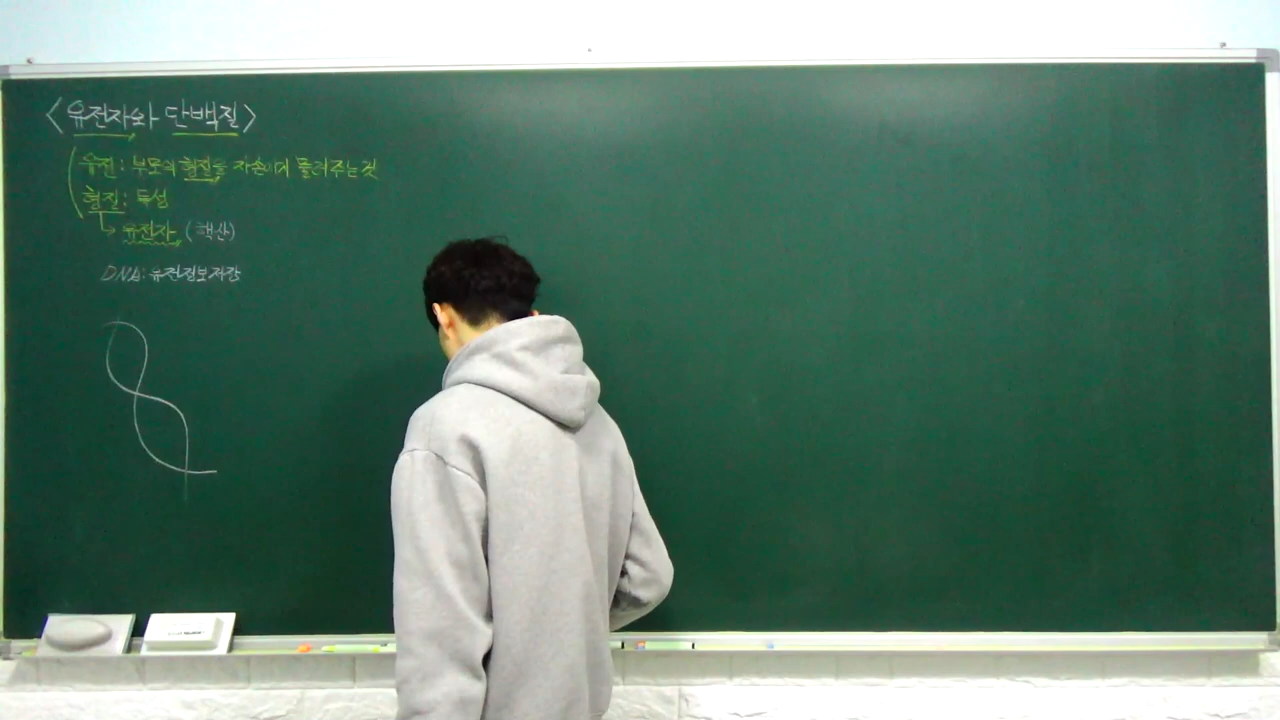 <유전자와 단백질>
유전: 부모의 형질을 자손에게 물려주는 것
형질: 특성
↳ 유전자 (핵산)
DNA: 유전정보저장